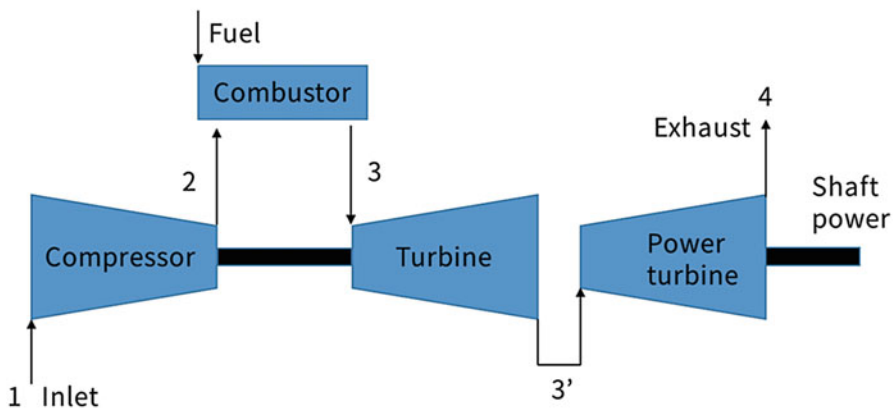 Fuel
Combustor
4
Exhaust
2
3
Shaft
power
Compressor
Turbine
Power
turbine
3’
1 Inlet